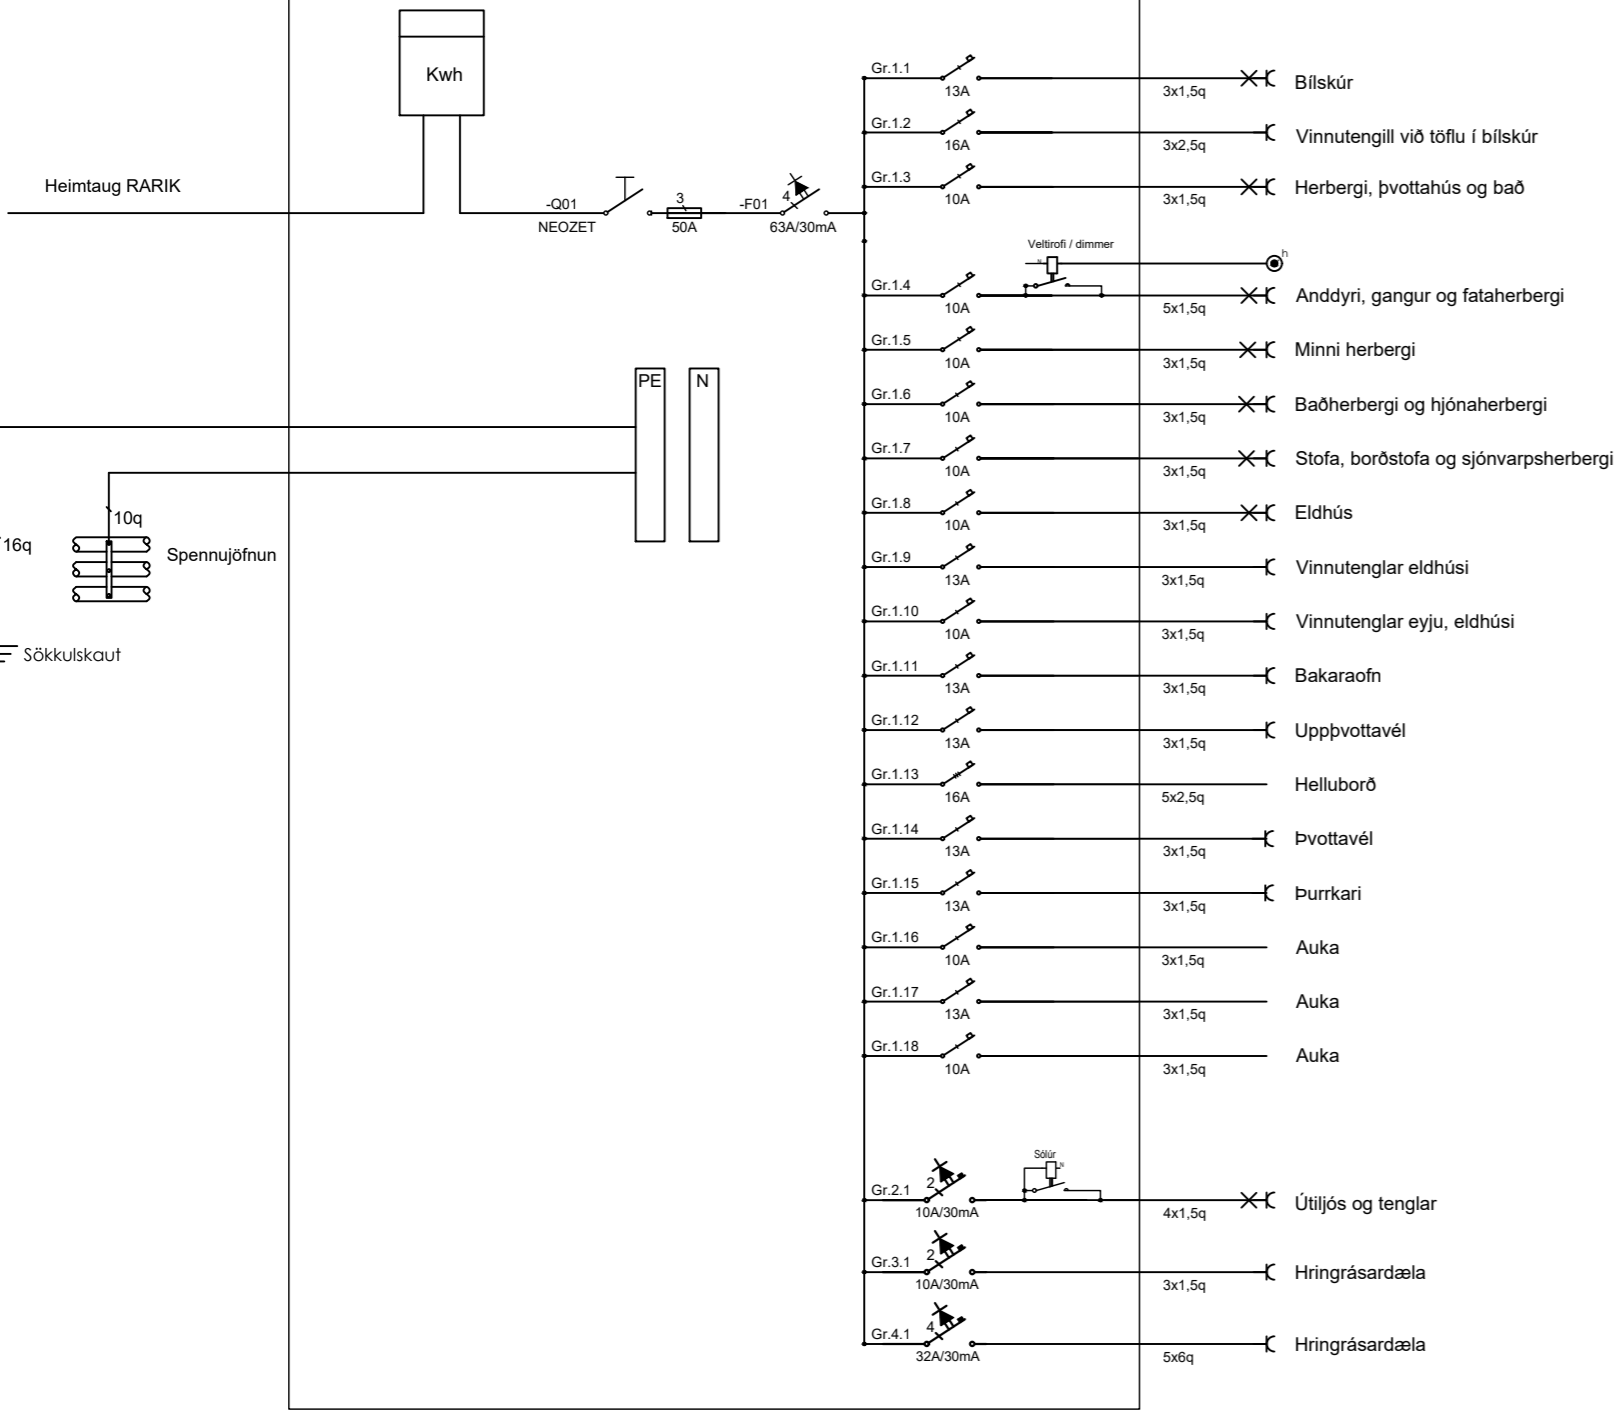 Kwh
Heimtaug RARIK
-Q01
NEOZET
3
50A
-F01
4
63A/30mA
PE
N
10q
16q
Spennujöfnun
Sökkulskaut
Gr.1.1
13A
3x1,5q
Bílskúr
Gr.1.2
16A
3x2,5q
Vinnutengill við töflu í bílskúr
Gr.1.3
10A
3x1,5q
Herbergi, þvottahús og bað
Veltirofi / dimmer
N
h
Gr.1.4
10A
5x1,5q
Anddyri, gangur og fataherbergi
Gr.1.5
10A
3x1,5q
Minni herbergi
Gr.1.6
10A
3x1,5q
Baðherbergi og hjónaherbergi
Gr.1.7
10A
3x1,5q
Stofa, borðstofa og sjónvarpsherbergi
Gr.1.8
10A
3x1,5q
Eldhús
Gr.1.9
13A
3x1,5q
Vinnutenglar eldhúsi
Gr.1.10
10A
3x1,5q
Vinnutenglar eyju, eldhúsi
Gr.1.11
13A
3x1,5q
Bakaraofn
Gr.1.12
13A
3x1,5q
Uppþvottavél
Gr.1.13
16A
5x2,5q
Helluborð
Gr.1.14
13A
3x1,5q
Þvottavél
Gr.1.15
13A
3x1,5q
Þurrkari
Gr.1.16
10A
3x1,5q
Auka
Gr.1.17
13A
3x1,5q
Auka
Gr.1.18
10A
3x1,5q
Auka
Sólúr
N
Gr.2.1
2
10A/30mA
4x1,5q
Útiljós og tenglar
Gr.3.1
2
10A/30mA
3x1,5q
Hringrásardæla
Gr.4.1
4
32A/30mA
5x6q
Hringrásardæla